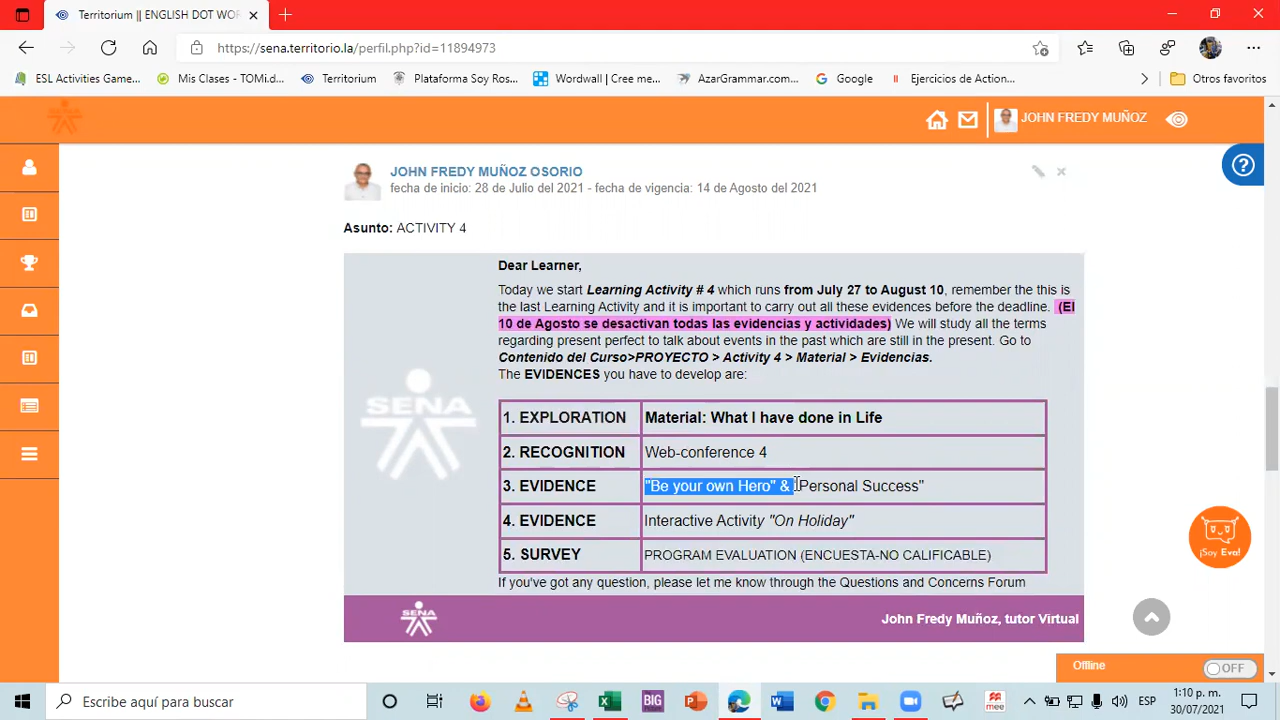 Territorium || ENGLISH DOT WOR
https://sena.territorio.la/perfil.php?id=11894973
ESL Activities Game...
Mis Clases - TOMi.d...
Territorium
Plataforma Soy Ros...
Wordwall | Cree me...
AzarGrammar.com...
Google
Ejercicios de Action...
Otros favoritos
JOHN FREDY MUÑOZ
JOHN FREDY MUÑOZ OSORIO
fecha de inicio: 28 de Julio del 2021 - fecha de vigencia: 14 de Agosto del 2021
Asunto: ACTIVITY 4
Dear Learner,
Today we start Learning Activity # 4 which runs from July 27 to August 10, remember the this is
the last Learning Activity and it is important to carry out all these evidences before the deadline. (El
10 de Agosto se desactivan todas las evidencias y actividades) We will study all the terms
regarding present perfect to talk about events in the past which are still in the present. Go to
Contenido del Curso>PROYECTO > Activity 4 > Material > Evidencias.
The EVIDENCES you have to develop are:
1. EXPLORATION Material: What I have done in Life
2. RECOGNITION Web-conference 4
3. EVIDENCE "Be your own Hero" & "Personal Success"
4. EVIDENCE Interactive Activity "On Holiday"
5. SURVEY PROGRAM EVALUATION (ENCUESTA-NO CALIFICABLE)
If you've got any question, please let me know through the Questions and Concerns Forum
SENA
SENA
John Fredy Muñoz, tutor Virtual
¡Soy Eva!
Offline
OFF
Escribe aquí para buscar
BIG
mee
ESP
1:10 p. m.
30/07/2021